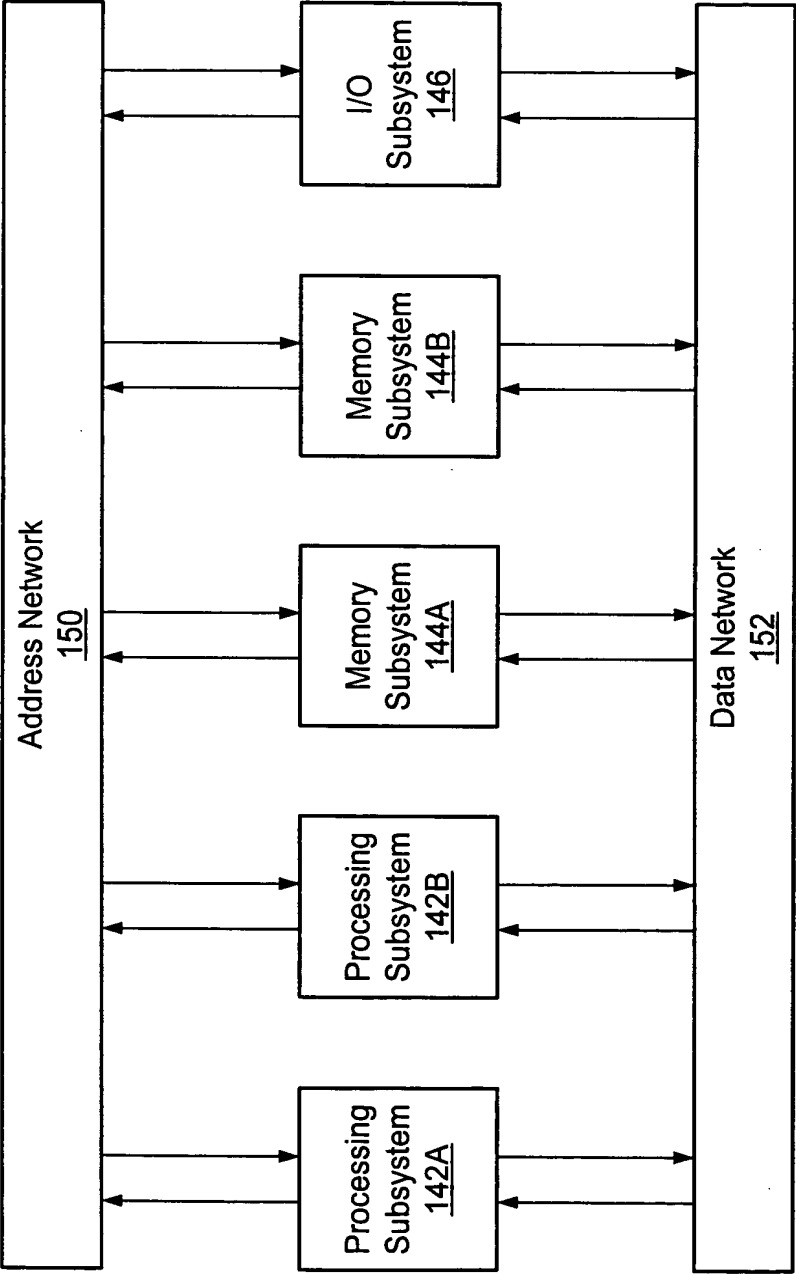 Address Network
150
Processing
Subsystem
142A
Processing
Subsystem
142B
Memory
Subsystem
144A
Memory
Subsystem
144B
I/O
Subsystem
146
Data Network
152